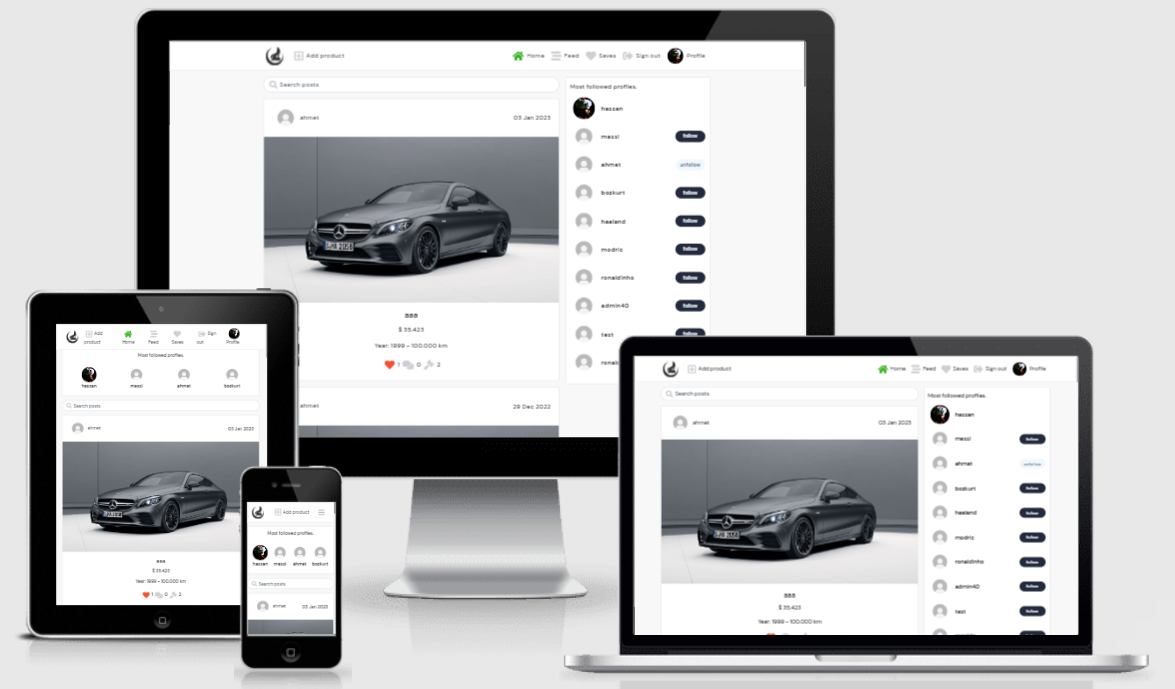 Add product Home Feed Saves Sign out Profile
Search posts
Most followed profiles.
hassan
ahmet 03 Jan 2023
messi follow
ahmet unfollow
bozkurt follow
haaland follow
modric follow
ronaldinho follow
admin40 follow
test follow
888
$ 35,423
Year: 1999 - 100,000 km
1 0 2
ahmet 29 Dec 2022
Add product Home Feed Saves Sign out Profile
Most followed profiles.
hassan messi ahmet bozkurt
Search posts
ahmet 03 Jan 2023
888
$ 35,423
Year: 1999 - 100,000 km
1 0 2
Add product
Most followed profiles.
hassan messi ahmet bozkurt
Search posts
ahmet 03 Jan 2023
Add product Home Feed Saves Sign out Profile
Search posts
Most followed profiles.
hassan
ahmet 03 Jan 2023
messi follow
ahmet unfollow
bozkurt follow
haaland follow
modric follow
ronaldinho follow
admin40 follow
test follow
888
$ 35,423
Year: 1999 - 100,000 km